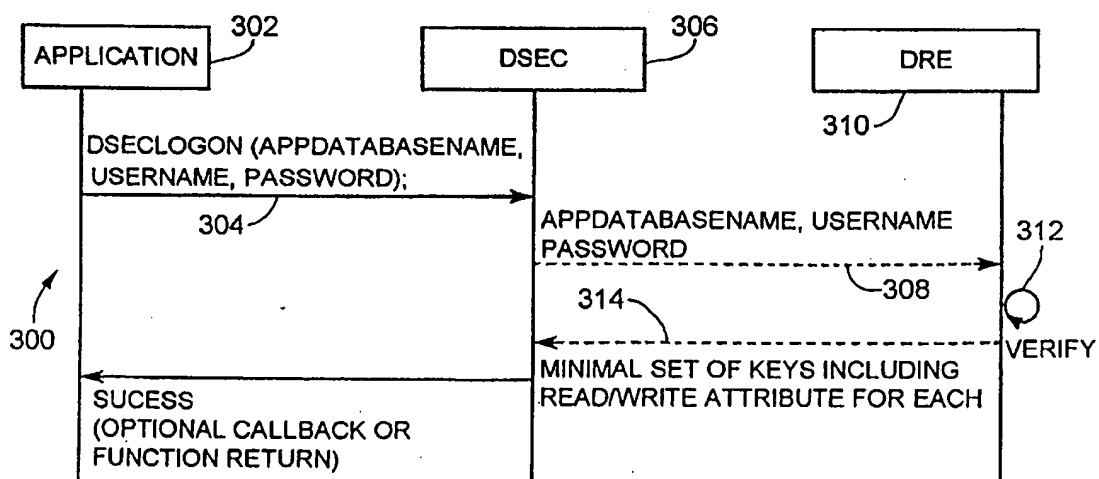 APPLICATION
302
DSEC
306
DRE
310
DSECLOGON (APPDATABASENAME,
USERNAME, PASSWORD);
304
APPDATABASENAME, USERNAME
PASSWORD
312
308
314
300
VERIFY
MINIMAL SET OF KEYS INCLUDING
READ/WRITE ATTRIBUTE FOR EACH
SUCESS
(OPTIONAL CALLBACK OR
FUNCTION RETURN)